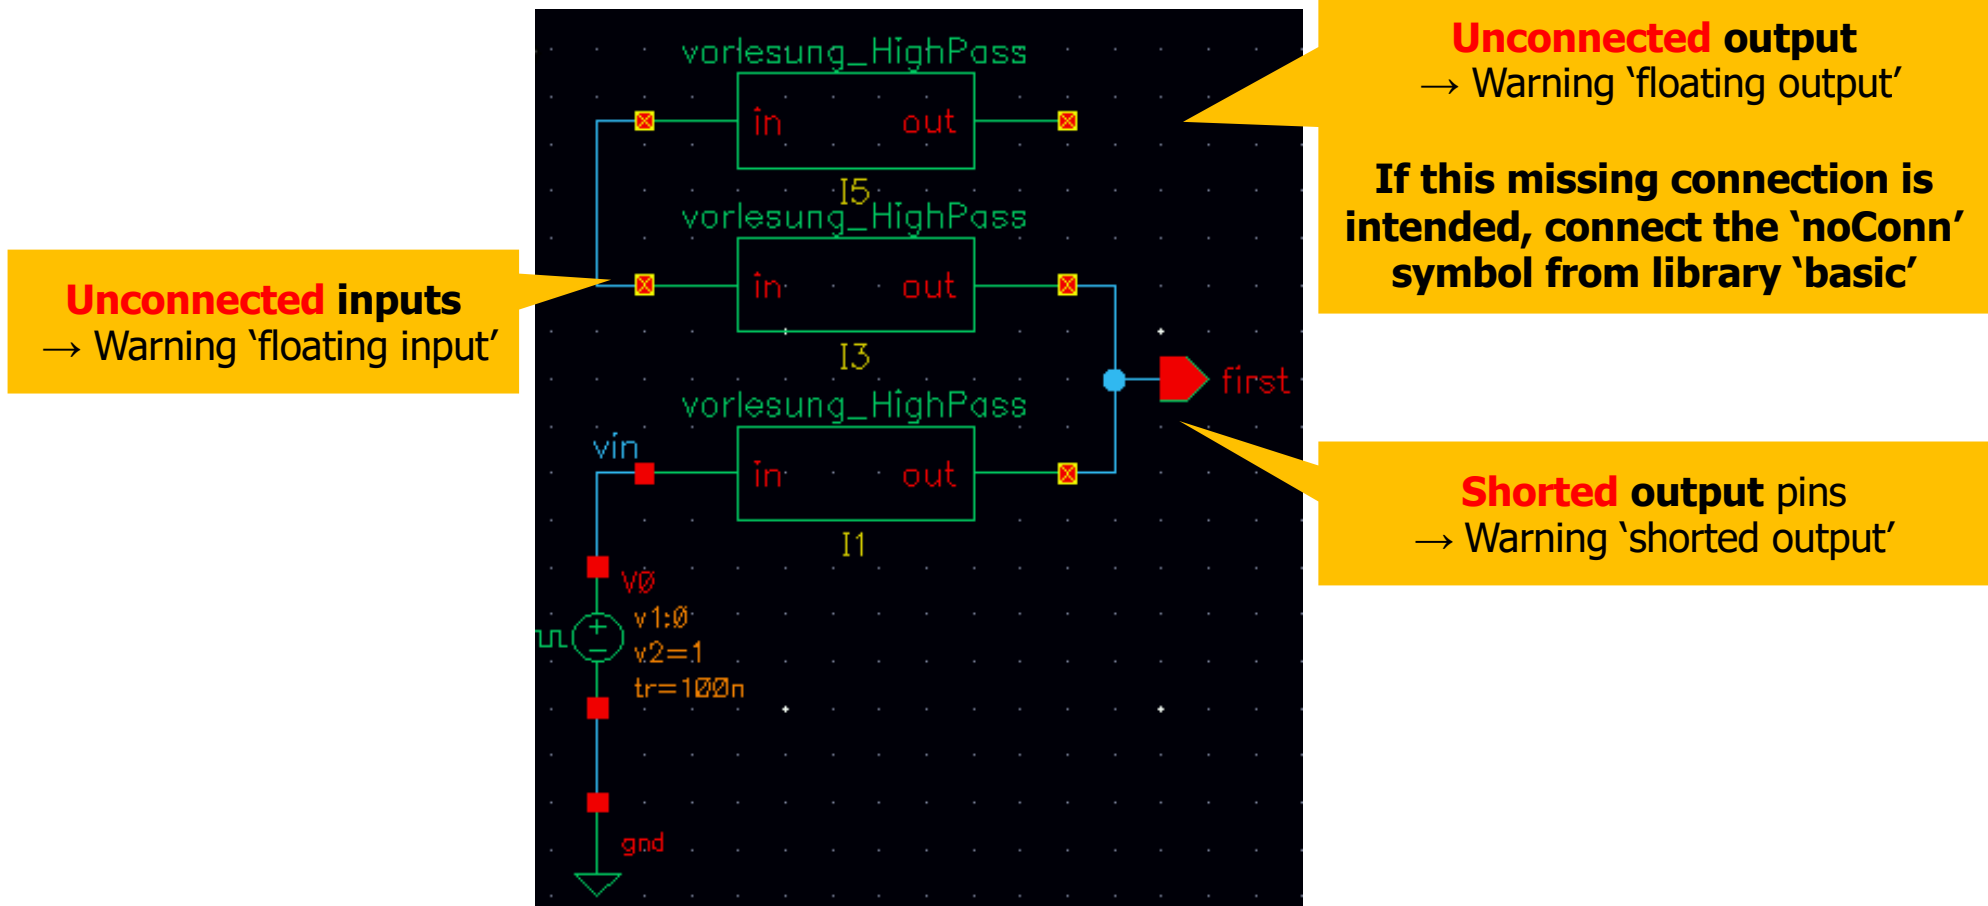 Unconnected output
→ Warning ‘floating output’
If this missing connection is
intended, connect the ‘noConn’
symbol from library ‘basic’
Unconnected inputs
→ Warning ‘floating input’
Shorted output pins
→ Warning ‘shorted output’
vorlesung_HighPass
in out
I5
vorlesung_HighPass
in out
I3
first
vorlesung_HighPass
vin
in out
I1
V0
v1:0
v2=1
tr=100n
gnd